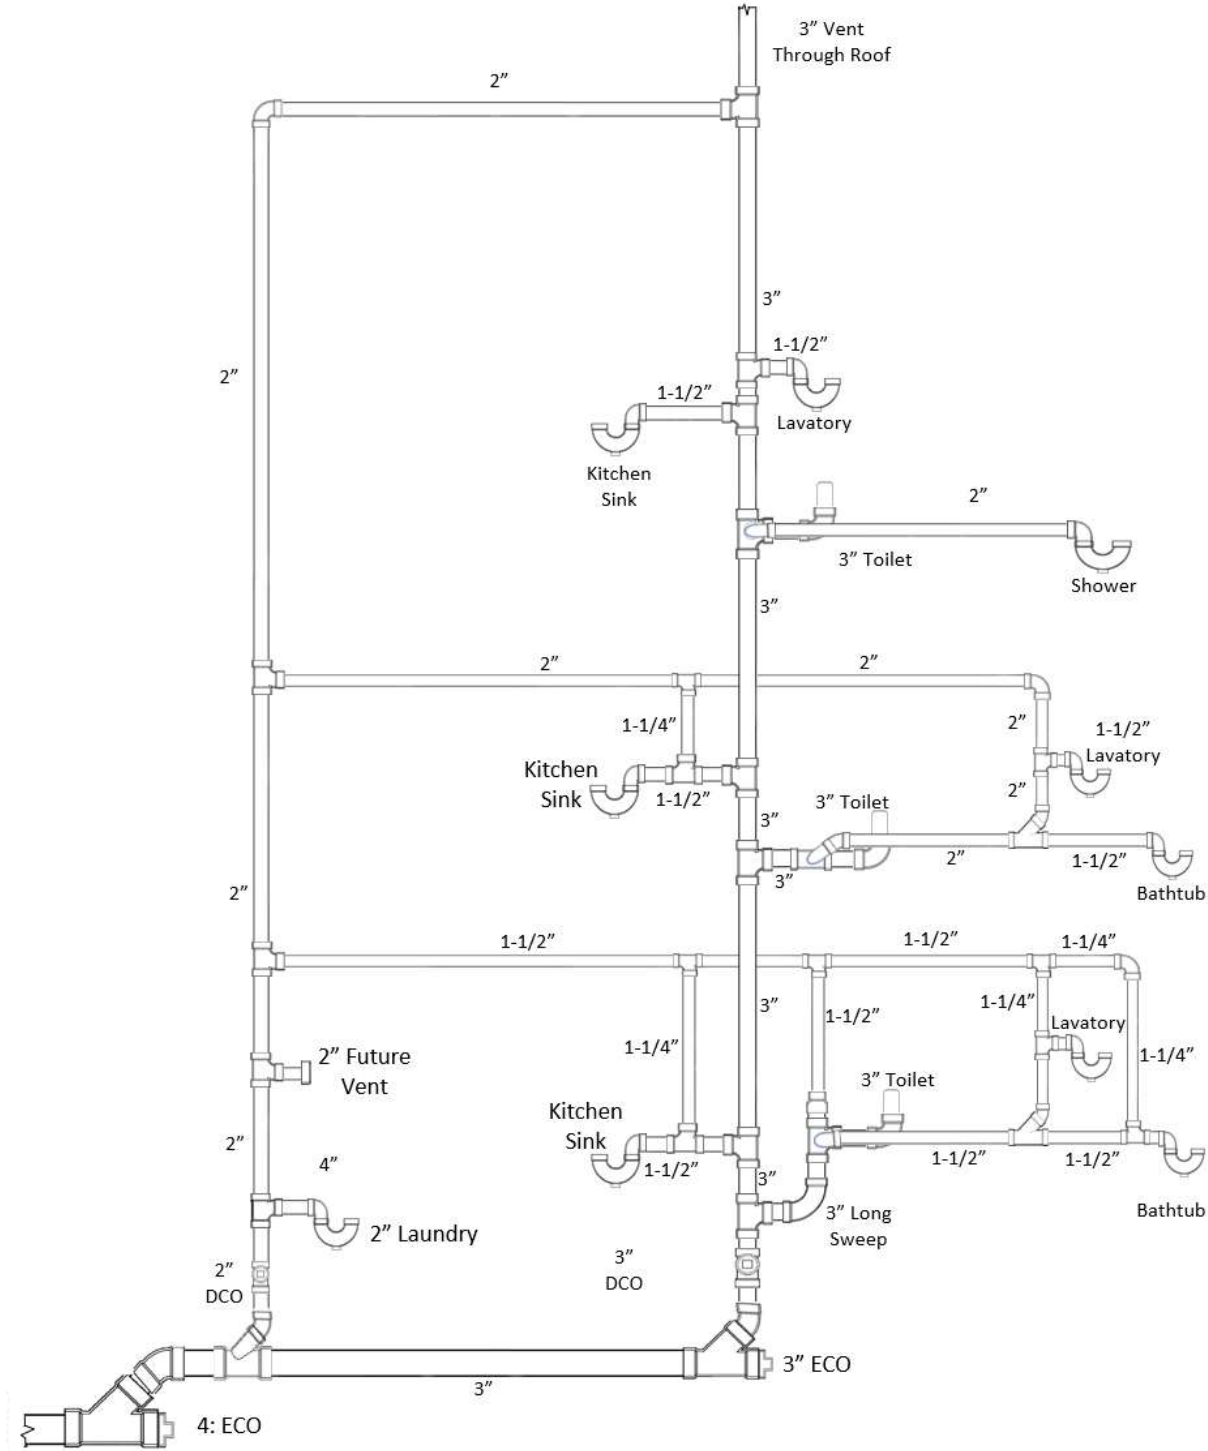 3” Vent
Through Roof
2”
3”
1-1/2”
2”
1-1/2”
Lavatory
Kitchen
Sink
2”
3” Toilet
Shower
3”
2”
2”
1-1/4”
2”
1-1/2”
Lavatory
Kitchen
Sink
1-1/2”
2”
3” Toilet
3”
2”
1-1/2”
3”
Bathtub
2”
1-1/2”
1-1/2”
1-1/4”
3”
1-1/2”
1-1/4”
Lavatory
1-1/4”
1-1/4”
2” Future
Vent
3” Toilet
Kitchen
Sink
2”
4”
1-1/2”
3”
1-1/2”
1-1/2”
Bathtub
3” Long
Sweep
2” Laundry
3”
DCO
2”
DCO
3” ECO
3”
4: ECO